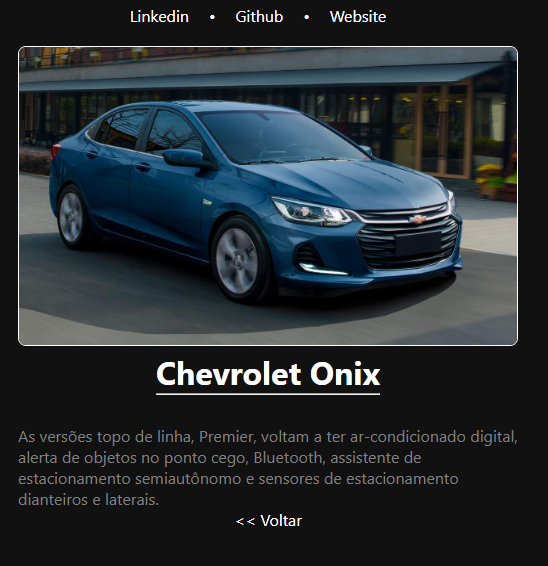 Linkedin • Github • Website
Chevrolet Onix
As versões topo de linha, Premier, voltam a ter ar-condicionado digital,
alerta de objetos no ponto cego, Bluetooth, assistente de
estacionamento semiautônomo e sensores de estacionamento
dianteiros e laterais.
<< Voltar